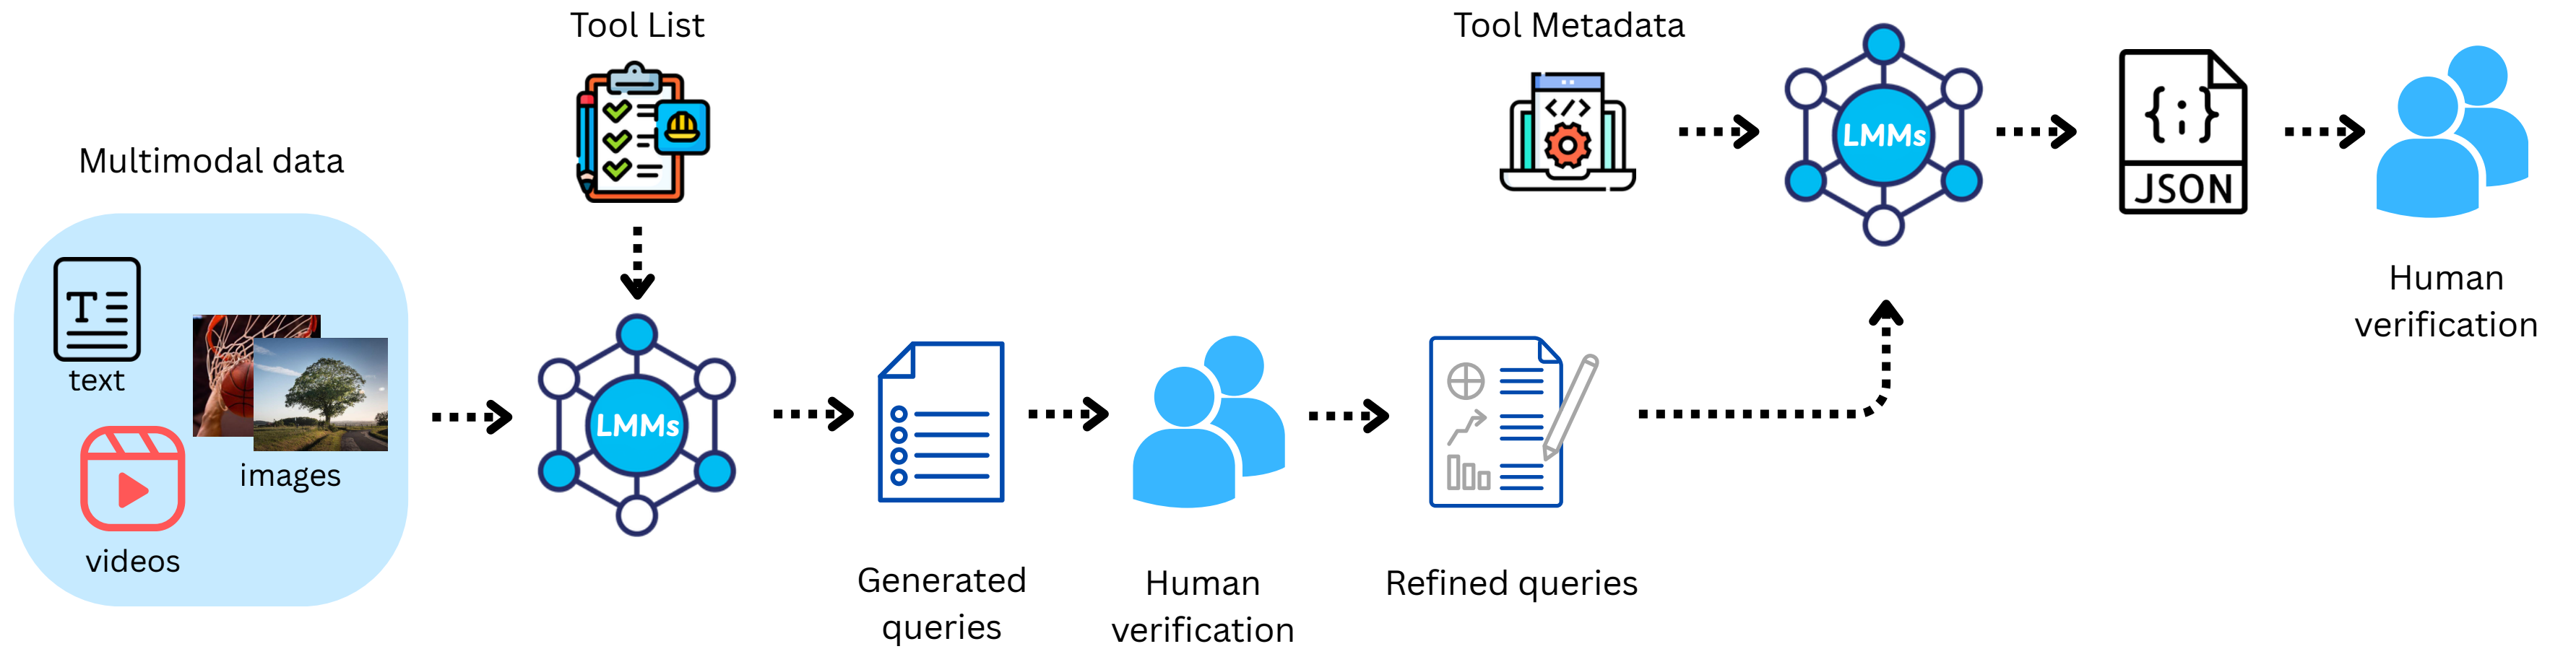 Multimodal data
T
text
images
videos
Tool List
LMMs
Generated
queries
Human
verification
Refined queries
Tool Metadata
</>
LMMs
{;}
JSON
Human
verification